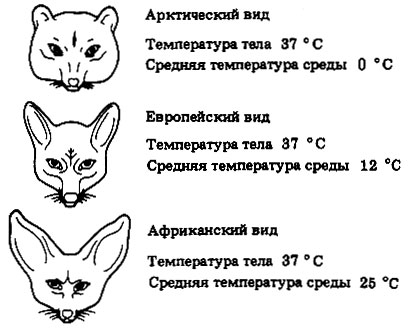 Арктический вид
Температура тела 37 °C
Средняя температура среды 0 °C
Европейский вид
Температура тела 37 °C
Средняя температура среды 12 °C
Африканский вид
Температура тела 37 °C
Средняя температура среды 25 °C